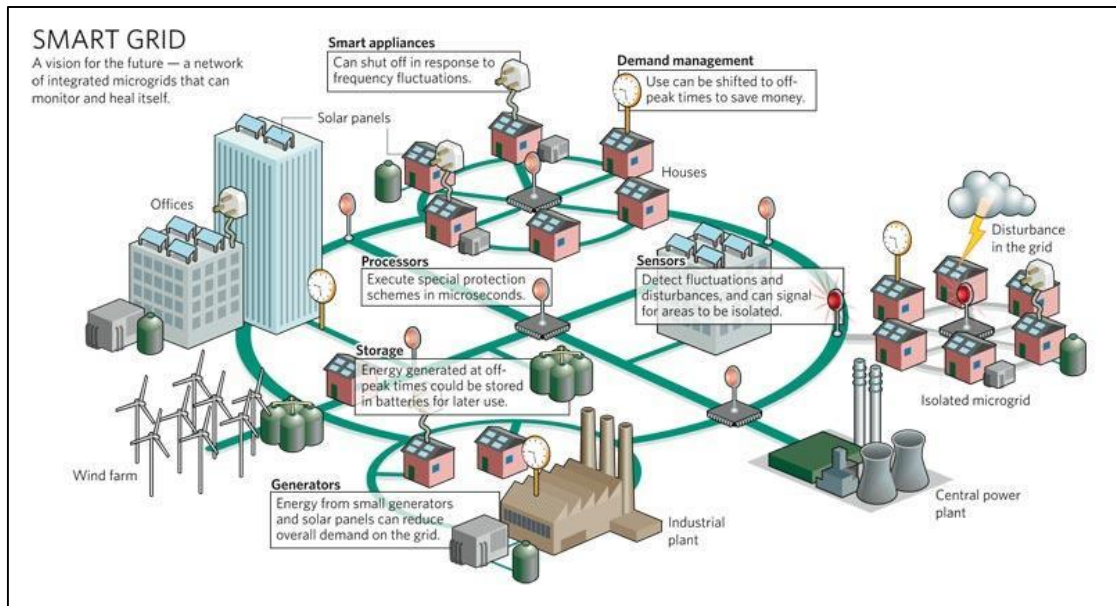 SMART GRID
A vision for the future — a network
of integrated microgrids that can
monitor and heal itself.
Smart appliances
Can shut off in response to
frequency fluctuations.
Demand management
Use can be shifted to off-
peak times to save money.
Solar panels
Houses
Offices
Disturbance
in the grid
Processors
Execute special protection
schemes in microseconds.
Sensors
Detect fluctuations and
disturbances, and can signal
for areas to be isolated.
Storage
Energy generated at off-
peak times could be stored
in batteries for later use.
Isolated microgrid
Wind farm
Generators
Energy from small generators
and solar panels can reduce
overall demand on the grid.
Industrial
plant
Central power
plant